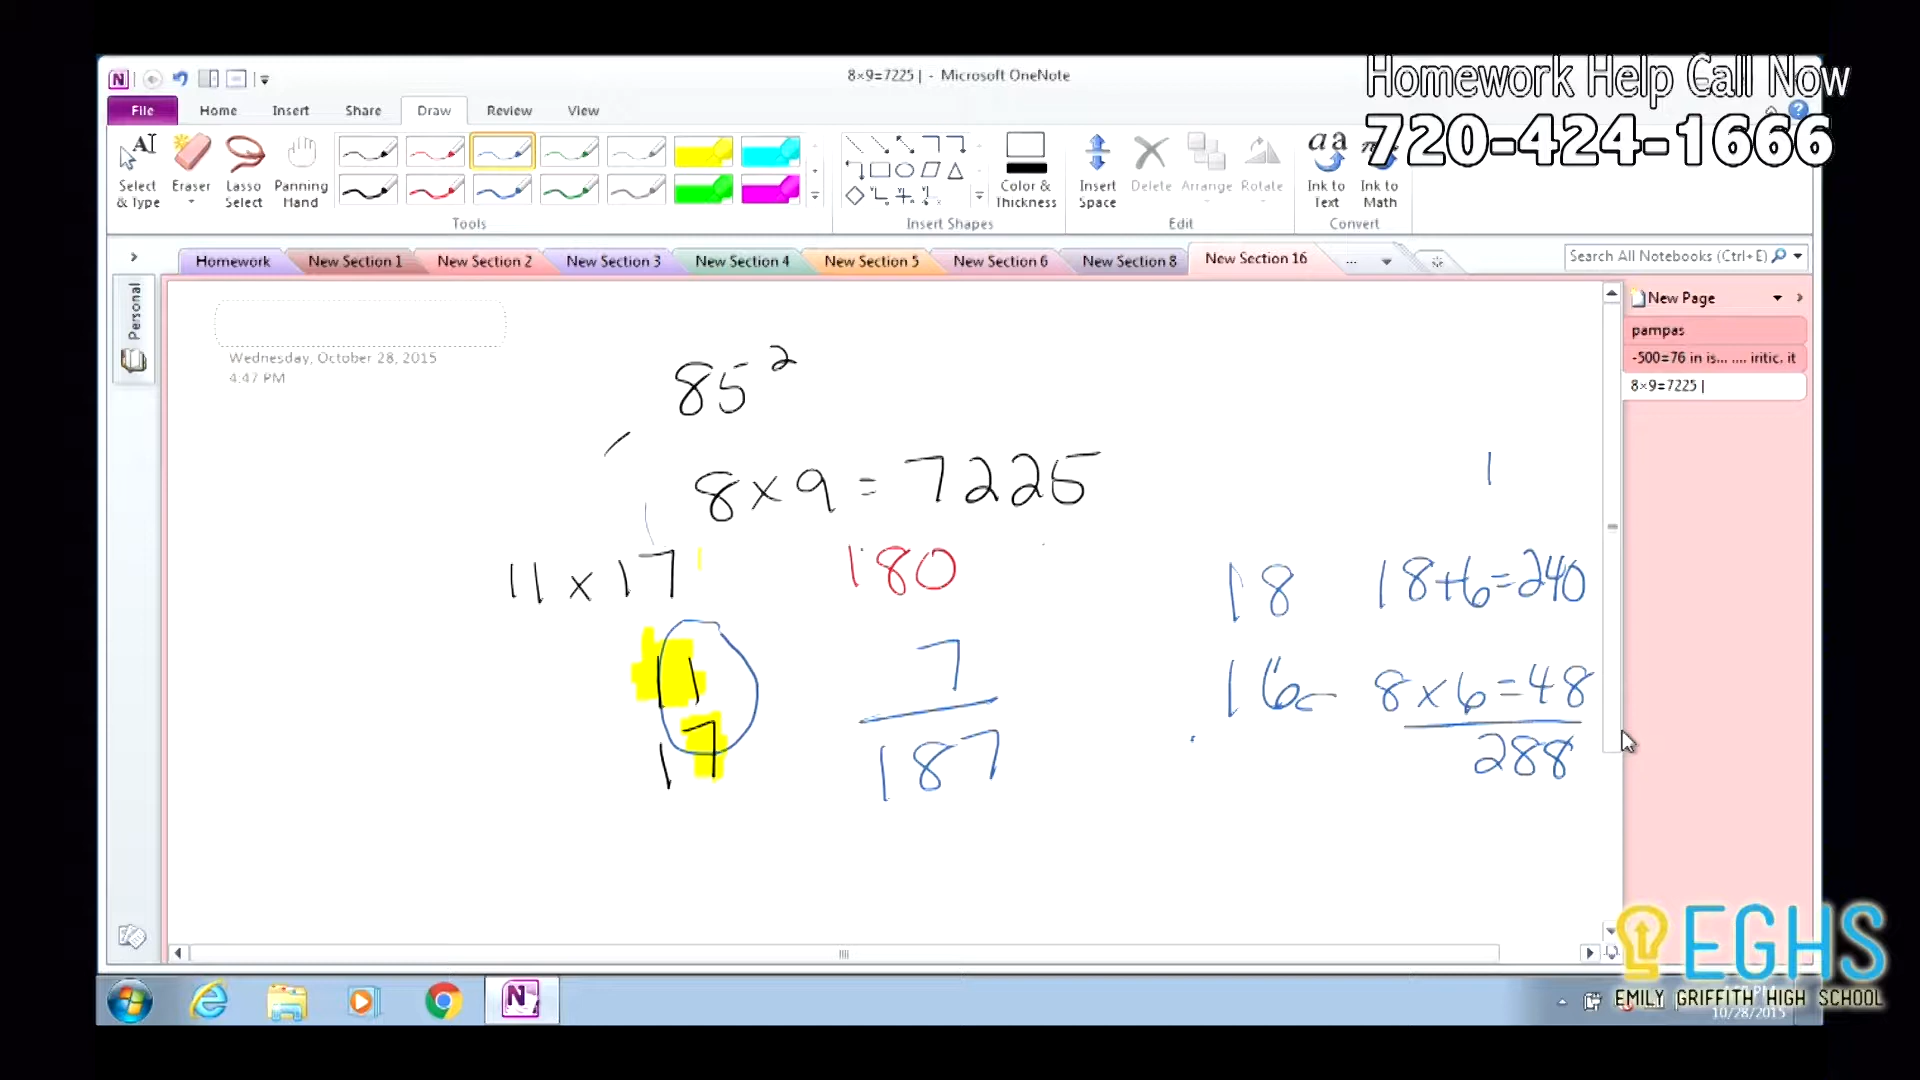 8×9=7225 | - Microsoft OneNote
Homework Help Call Now
720-424-1666
File Home Insert Share Draw Review View
Select & Type
Eraser
Lasso Select
Panning Hand
Color & Thickness
Insert Space
Delete
Arrange
Rotate
Ink to Text
Ink to Math
Tools
Insert Shapes
Edit
Convert
Homework New Section 1 New Section 2 New Section 3 New Section 4 New Section 5 New Section 6 New Section 8 New Section 16 ...
Search All Notebooks (Ctrl+E)
Personal
New Page
pampas
-500=76 in is... .... iritic. it
8×9=7225 |
Wednesday, October 28, 2015
4:47 PM
85²
8×9=7225
11×17
180
11
17
7
187
1
18 18+6=240
16 8×6=48
288
EGHS
EMILY GRIFFITH HIGH SCHOOL
10/28/2015